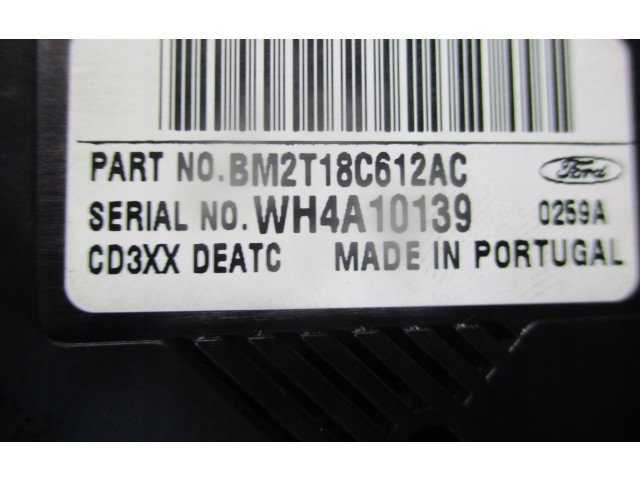 PART NO.BM2T18C612AC Ford
SERIAL NO.WH4A10139 0259A
CD3XX DEATC MADE IN PORTUGAL